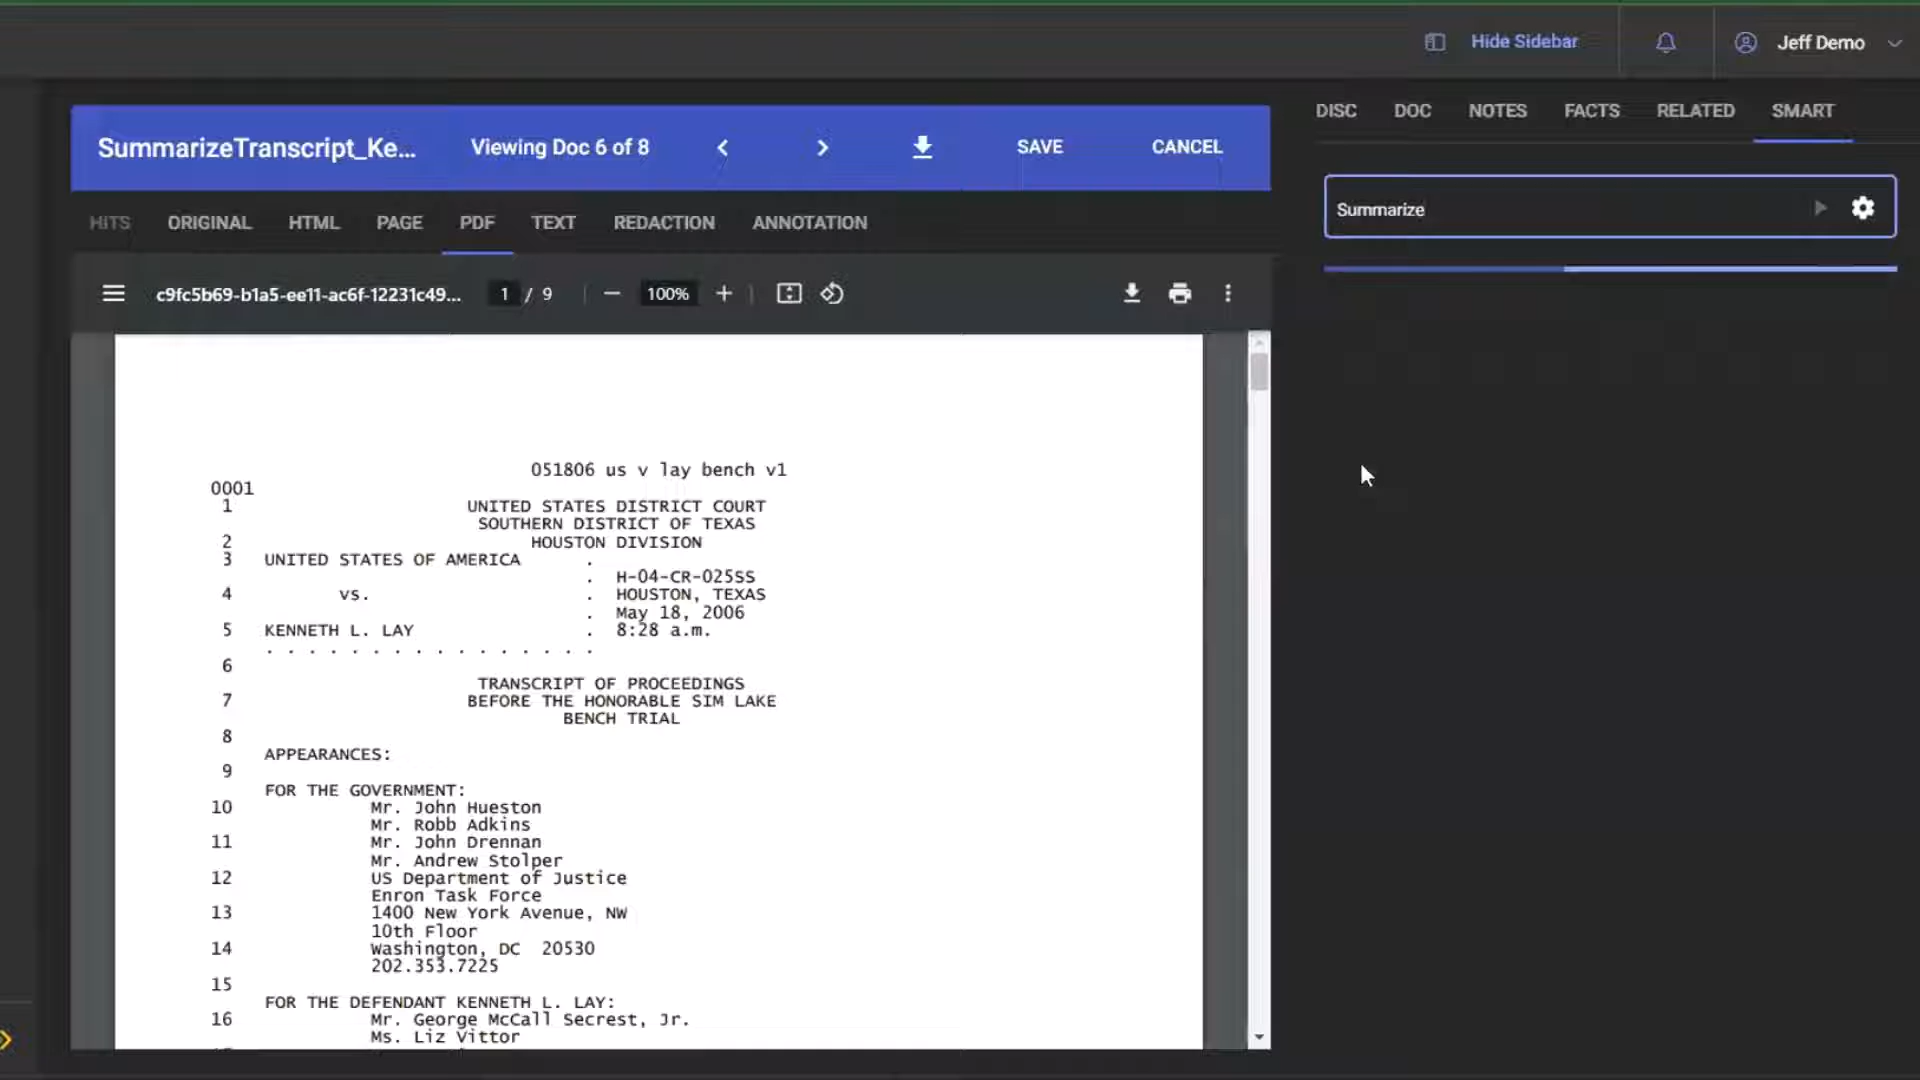 Hide Sidebar
Jeff Demo
SummarizeTranscript_Ke...
Viewing Doc 6 of 8
SAVE
CANCEL
DISC
DOC
NOTES
FACTS
RELATED
SMART
HITS
ORIGINAL
HTML
PAGE
PDF
TEXT
REDACTION
ANNOTATION
Summarize
c9fc5b69-b1a5-ee11-ac6f-12231c49...
1 / 9
100%
051806 us v lay bench v1
0001
1 UNITED STATES DISTRICT COURT
SOUTHERN DISTRICT OF TEXAS
2 HOUSTON DIVISION
3 UNITED STATES OF AMERICA .
. H-04-CR-025SS
4 vs. . HOUSTON, TEXAS
. May 18, 2006
5 KENNETH L. LAY . 8:28 a.m.
. . . . . . . . . . . . . . . .
6
TRANSCRIPT OF PROCEEDINGS
7 BEFORE THE HONORABLE SIM LAKE
BENCH TRIAL
8
APPEARANCES:
9
FOR THE GOVERNMENT:
10 Mr. John Hueston
Mr. Robb Adkins
11 Mr. John Drennan
Mr. Andrew Stolper
12 US Department of Justice
Enron Task Force
13 1400 New York Avenue, NW
10th Floor
14 Washington, DC 20530
202.353.7225
15
FOR THE DEFENDANT KENNETH L. LAY:
16 Mr. George McCall Secrest, Jr.
Ms. Liz Vittor